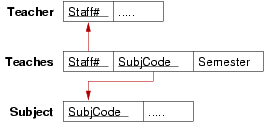 Teacher Staff# .....
Teaches Staff# SubjCode Semester
Subject SubjCode .....